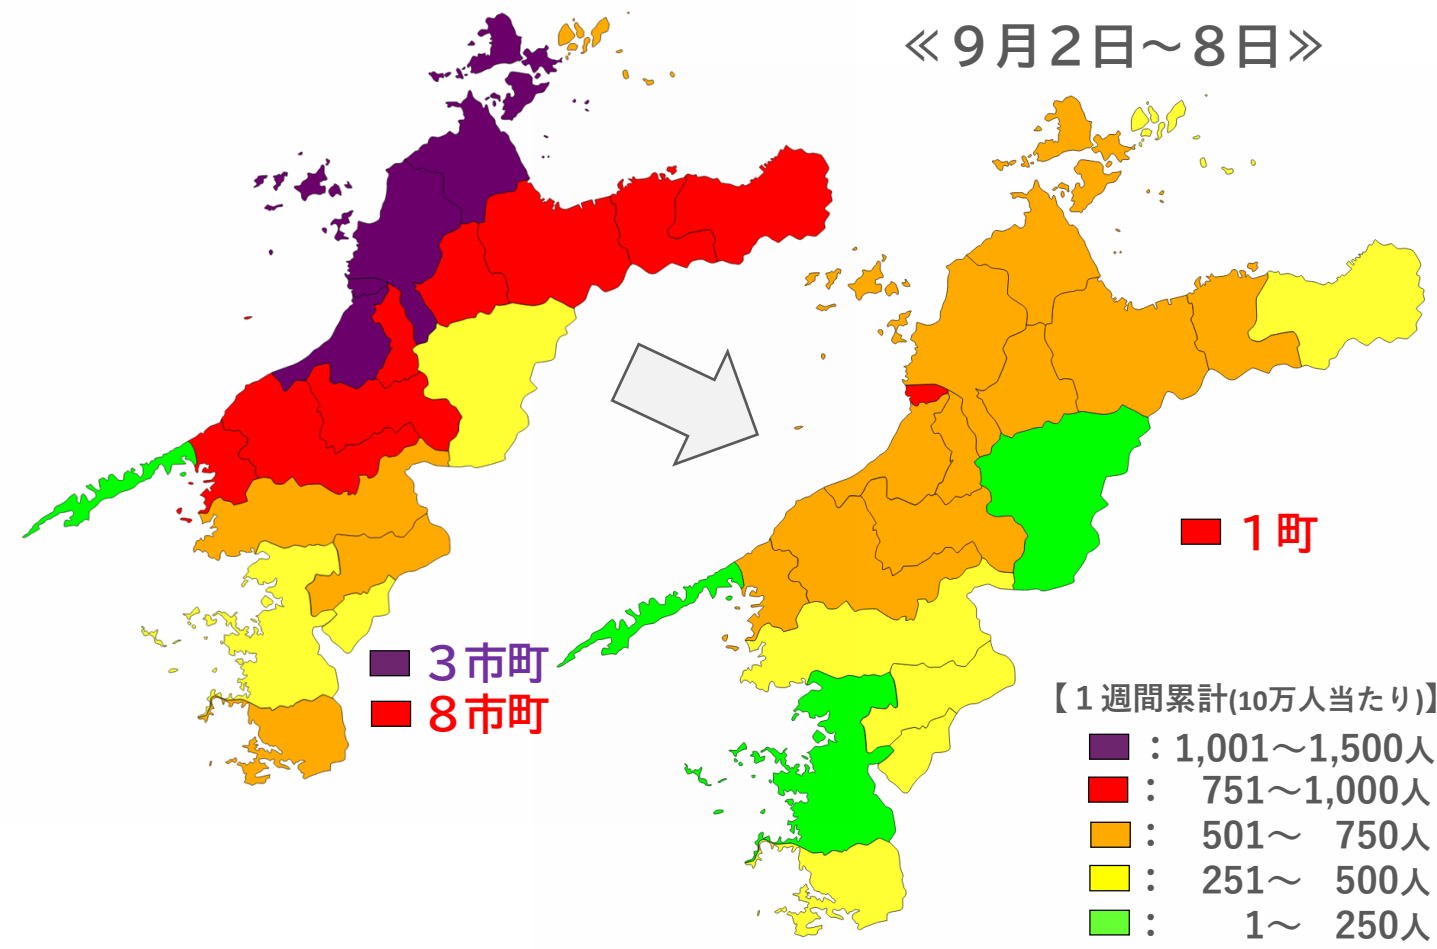 ≪９月２日～８日≫
１町
３市町
８市町
【１週間累計(10万人当たり)】
：1,001～1,500人
：751～1,000人
：501～750人
：251～500人
：1～250人